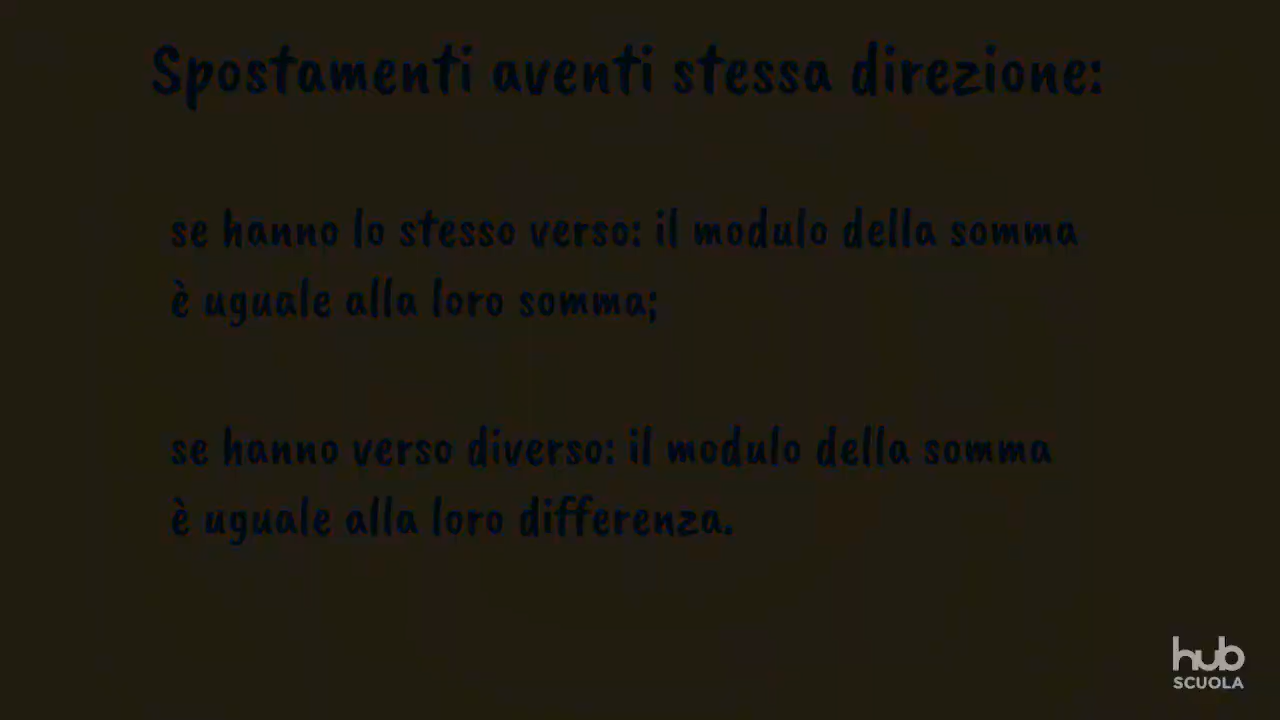 Spostamenti aventi stessa direzione:
se hanno lo stesso verso: il modulo della somma
è uguale alla loro somma;
se hanno verso diverso: il modulo della somma
è uguale alla loro differenza.
hub
SCUOLA